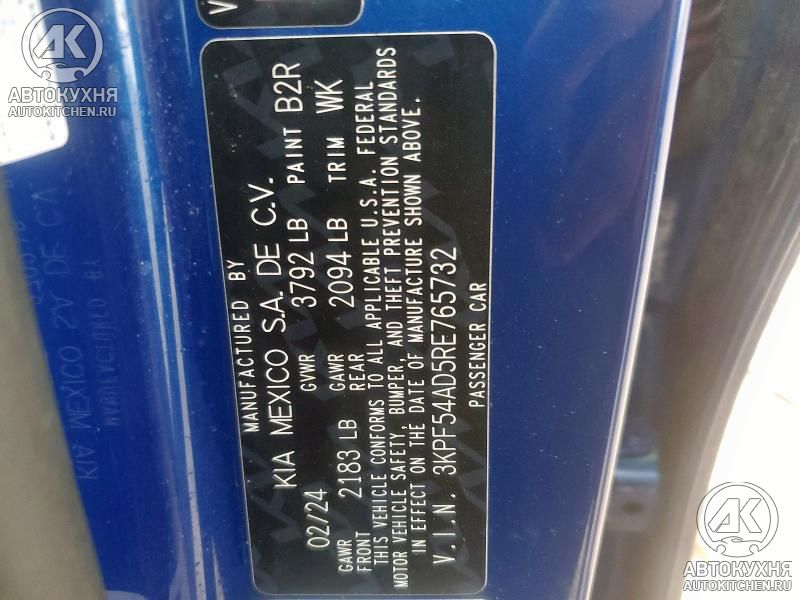 V
MANUFACTURED BY
KIA MEXICO S.A. DE C.V.
02/24 GVWR 3792 LB PAINT B2R
GAWR FRONT 2183 LB GAWR REAR 2094 LB TRIM WK
THIS VEHICLE CONFORMS TO ALL APPLICABLE U.S.A. FEDERAL
MOTOR VEHICLE SAFETY, BUMPER, AND THEFT PREVENTION STANDARDS
IN EFFECT ON THE DATE OF MANUFACTURE SHOWN ABOVE.
V.I.N. 3KPF54AD5RE765732
PASSENGER CAR
АК
АВТОКУХНЯ
AUTOKITCHEN.RU
АК
АВТОКУХНЯ
AUTOKITCHEN.RU